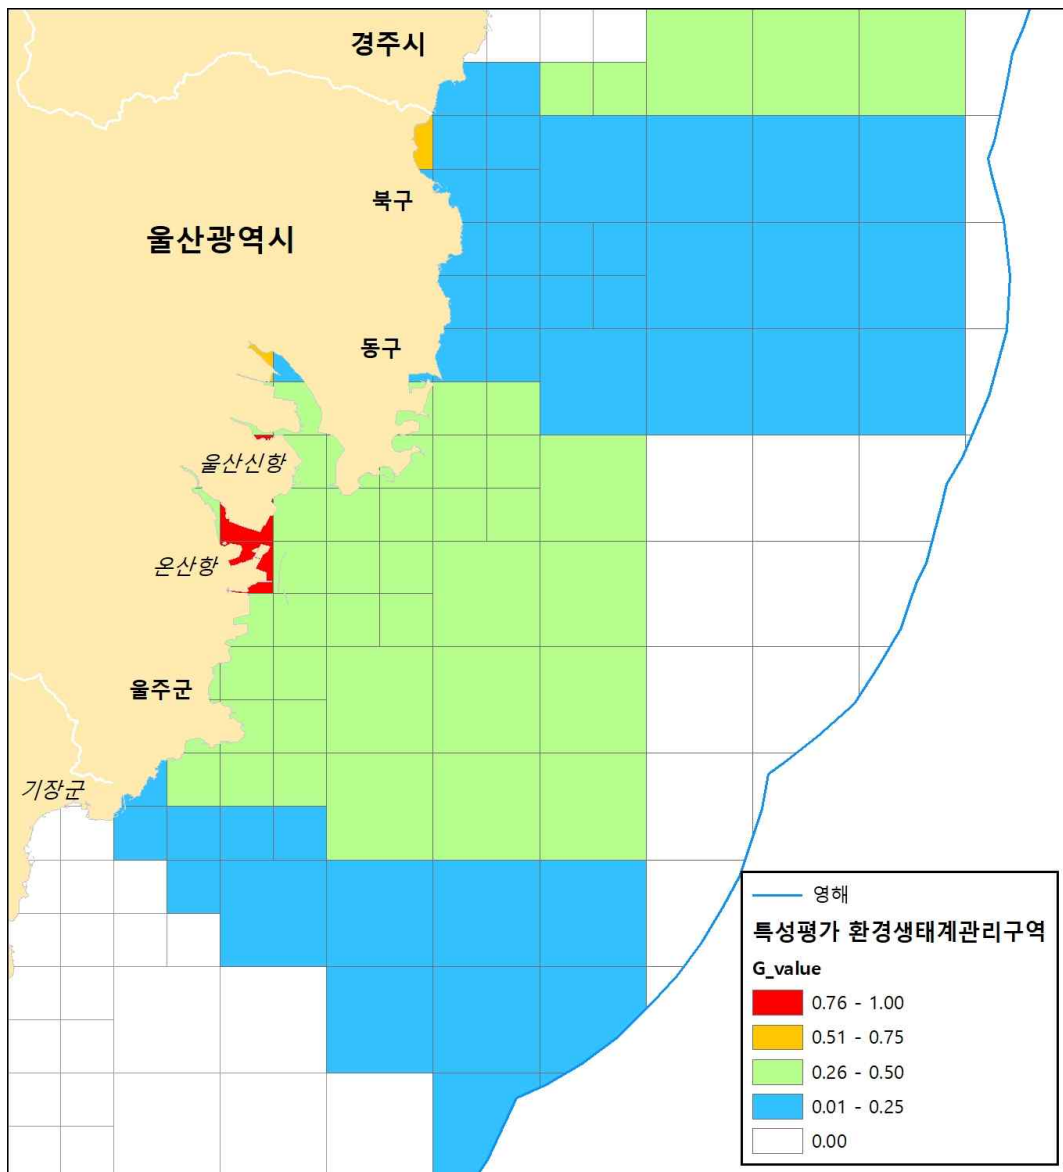 경주시
북구
울산광역시
동구
울산신항
온산항
울주군
기장군
영해
특성평가 환경생태계관리구역
G_value
0.76 - 1.00
0.51 - 0.75
0.26 - 0.50
0.01 - 0.25
0.00